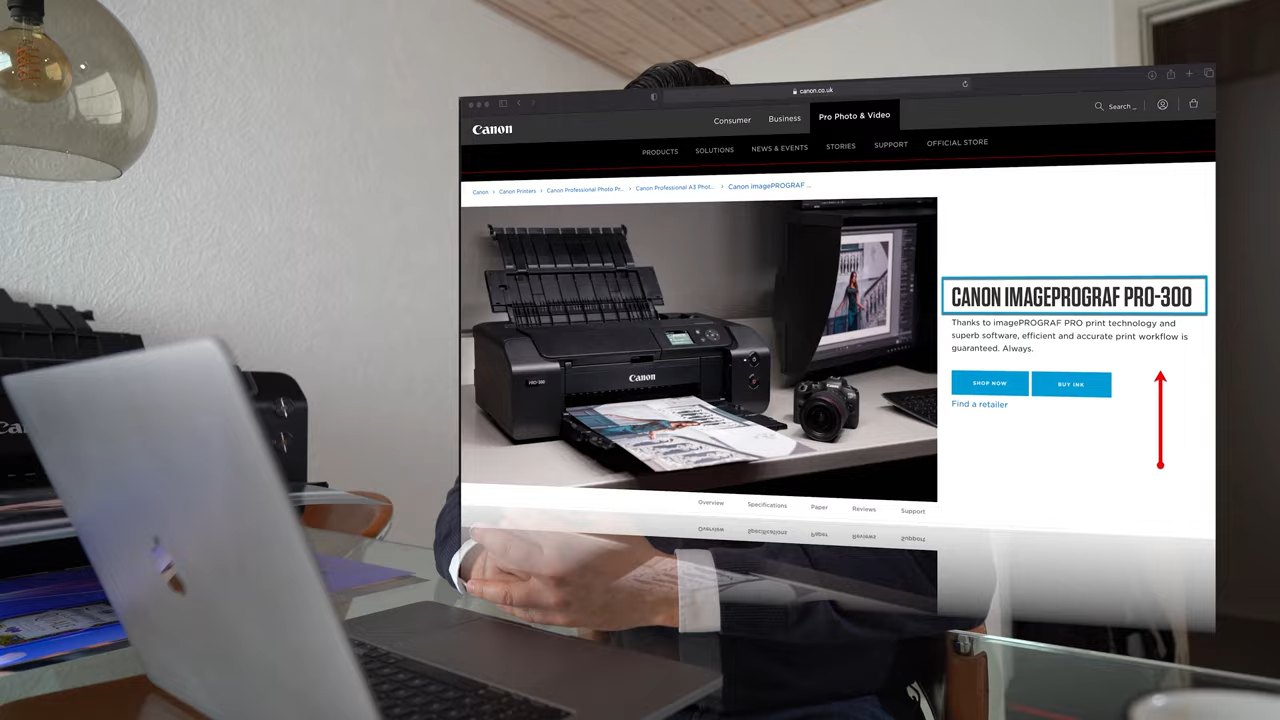 canon.co.uk
Canon
Consumer
Business
Pro Photo & Video
Search _
PRODUCTS
SOLUTIONS
NEWS & EVENTS
STORIES
SUPPORT
OFFICIAL STORE
Canon > Canon Printers > Canon Professional Photo Pr... > Canon Professional A3 Phot... > Canon imagePROGRAF ...
Canon
PRO-300
CANON IMAGEPROGRAF PRO-300
Thanks to imagePROGRAF PRO print technology and
superb software, efficient and accurate print workflow is
guaranteed. Always.
SHOP NOW
BUY INK
Find a retailer
Overview
Specifications
Paper
Reviews
Support